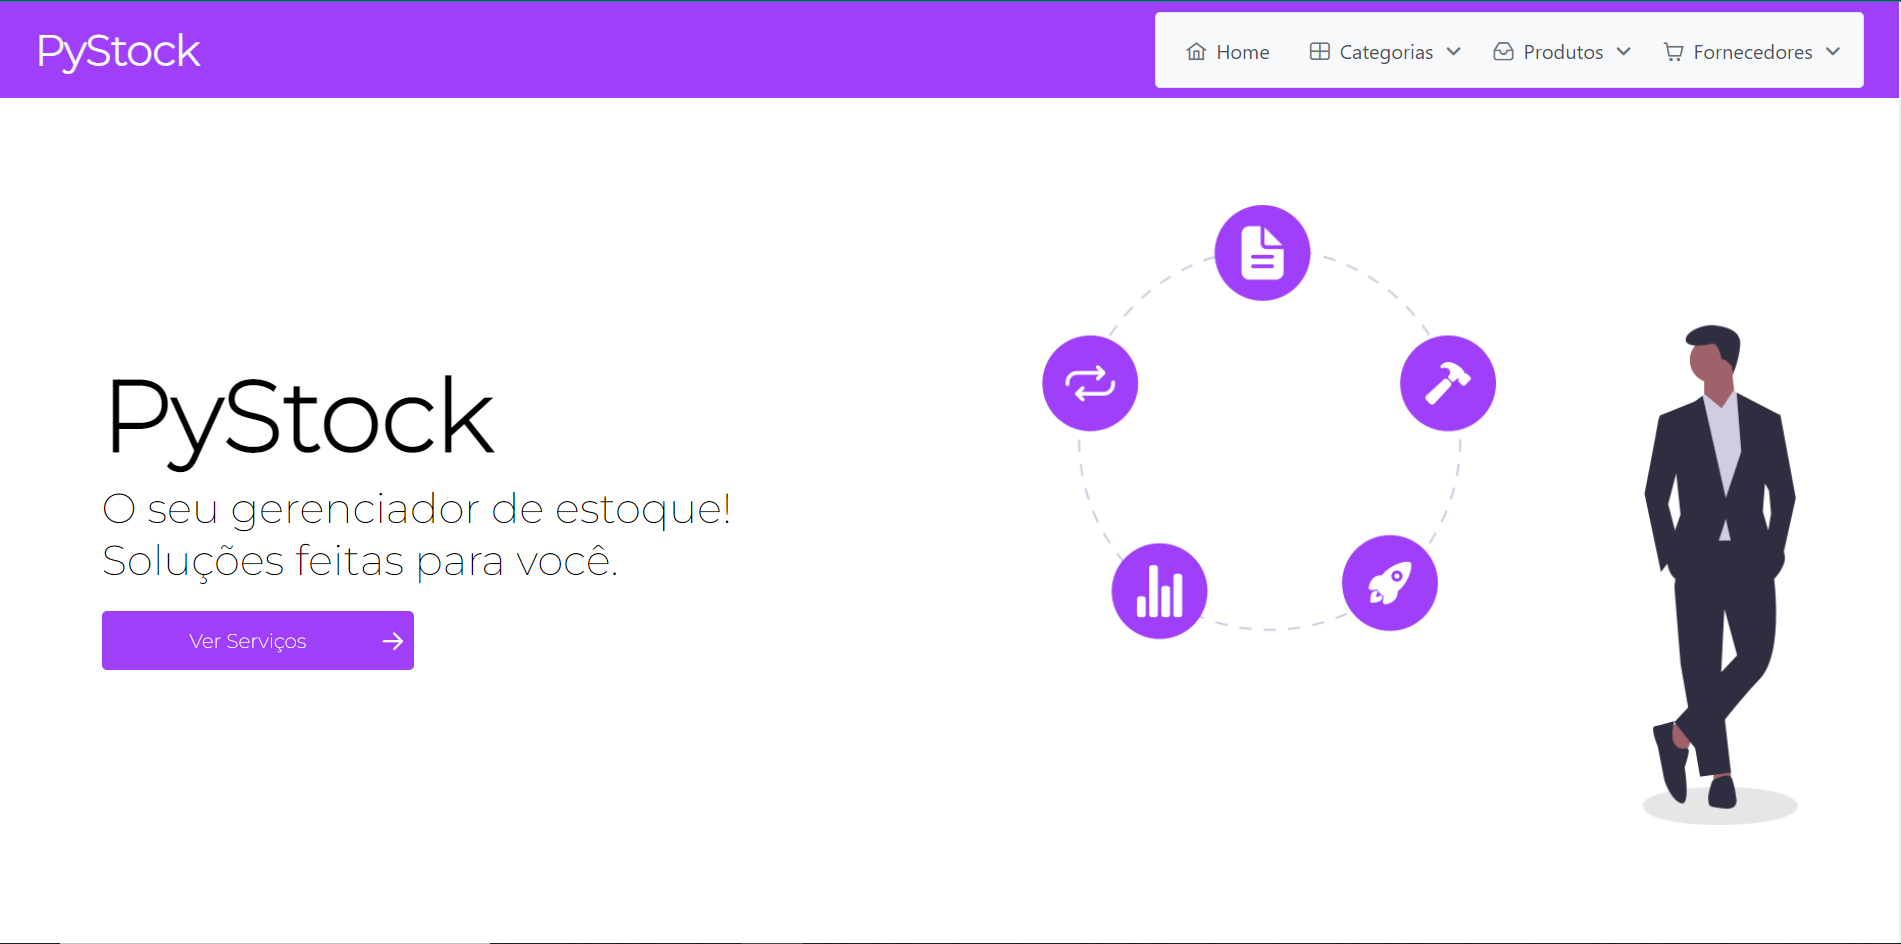 PyStock
Home Categorias Produtos Fornecedores
PyStock
O seu gerenciador de estoque!
Soluções feitas para você.
Ver Serviços